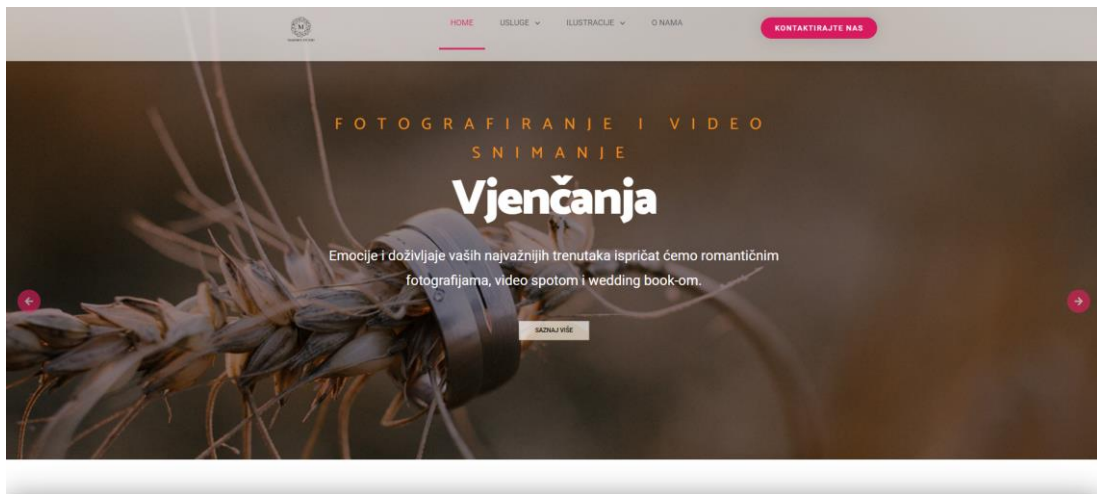 HOME
USLUGE
ILUSTRACIJE
O NAMA
KONTAKTIRAJTE NAS
FOTOGRAFIRANJE I VIDEO
SNIMANJE
Vjenčanja
Emocije i doživljaje vaših najvažnijih trenutaka ispričat ćemo romantičnim
fotografijama, video spotom i wedding book-om.
SAZNAJ VIŠE